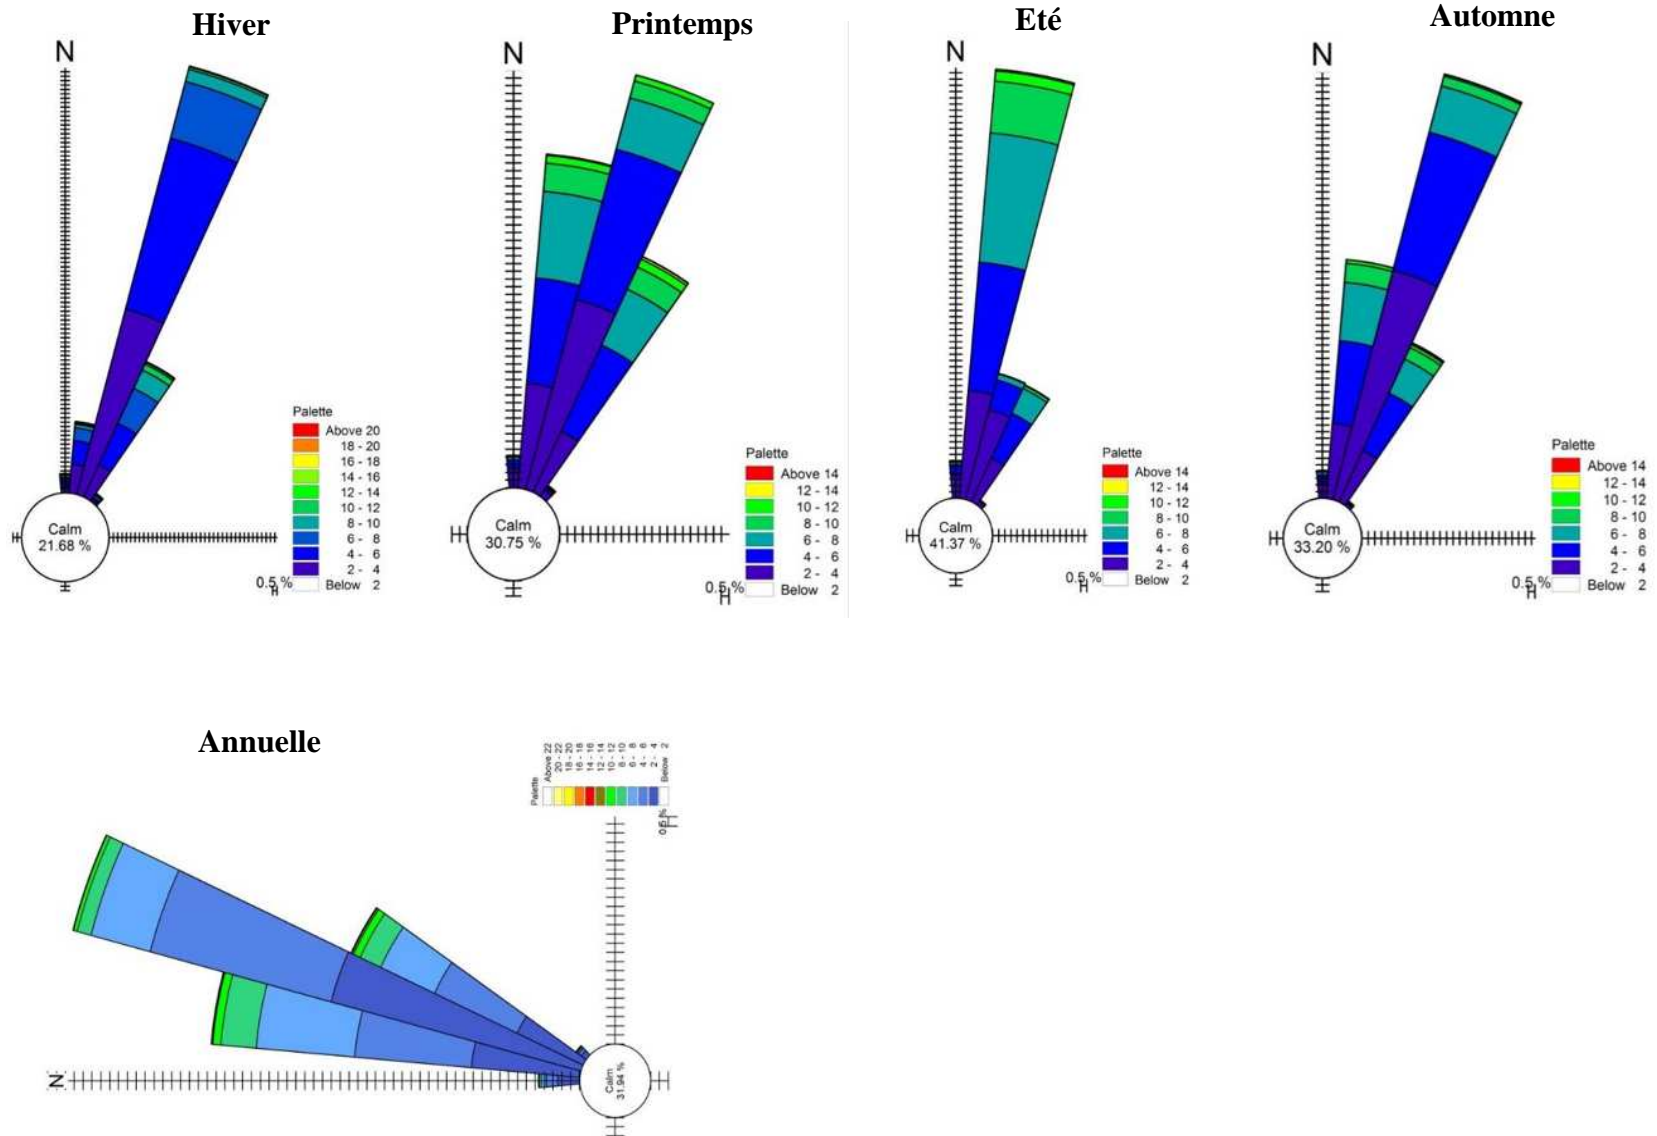 Hiver
Printemps
Eté
Automne
N
Palette
Above 20
18 - 20
16 - 18
14 - 16
12 - 14
10 - 12
8 - 10
6 - 8
4 - 6
2 - 4
Below 2
Calm
21.68 %
0.5 %
N
Palette
Above 14
12 - 14
10 - 12
8 - 10
6 - 8
4 - 6
2 - 4
Below 2
Calm
30.75 %
0.5 %
N
Palette
Above 14
12 - 14
10 - 12
8 - 10
6 - 8
4 - 6
2 - 4
Below 2
Calm
41.37 %
0.5 %
N
Palette
Above 14
12 - 14
10 - 12
8 - 10
6 - 8
4 - 6
2 - 4
Below 2
Calm
33.20 %
0.5 %
Annuelle
Palette
Above 22
20 - 22
18 - 20
16 - 18
14 - 16
12 - 14
10 - 12
8 - 10
6 - 8
4 - 6
2 - 4
Below 2
0.5 %
N
Calm
31.94 %